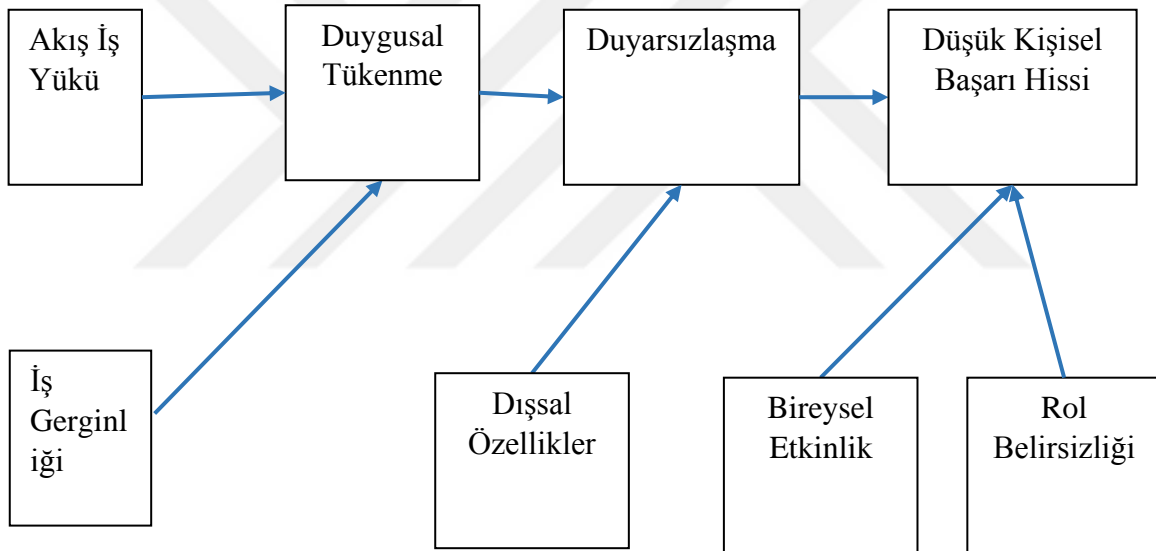 Akış İş
Yükü
Duygusal
Tükenme
Duyarsızlaşma
Düşük Kişisel
Başarı Hissi
İş
Gerginl
iği
Dışsal
Özellikler
Bireysel
Etkinlik
Rol
Belirsizliği